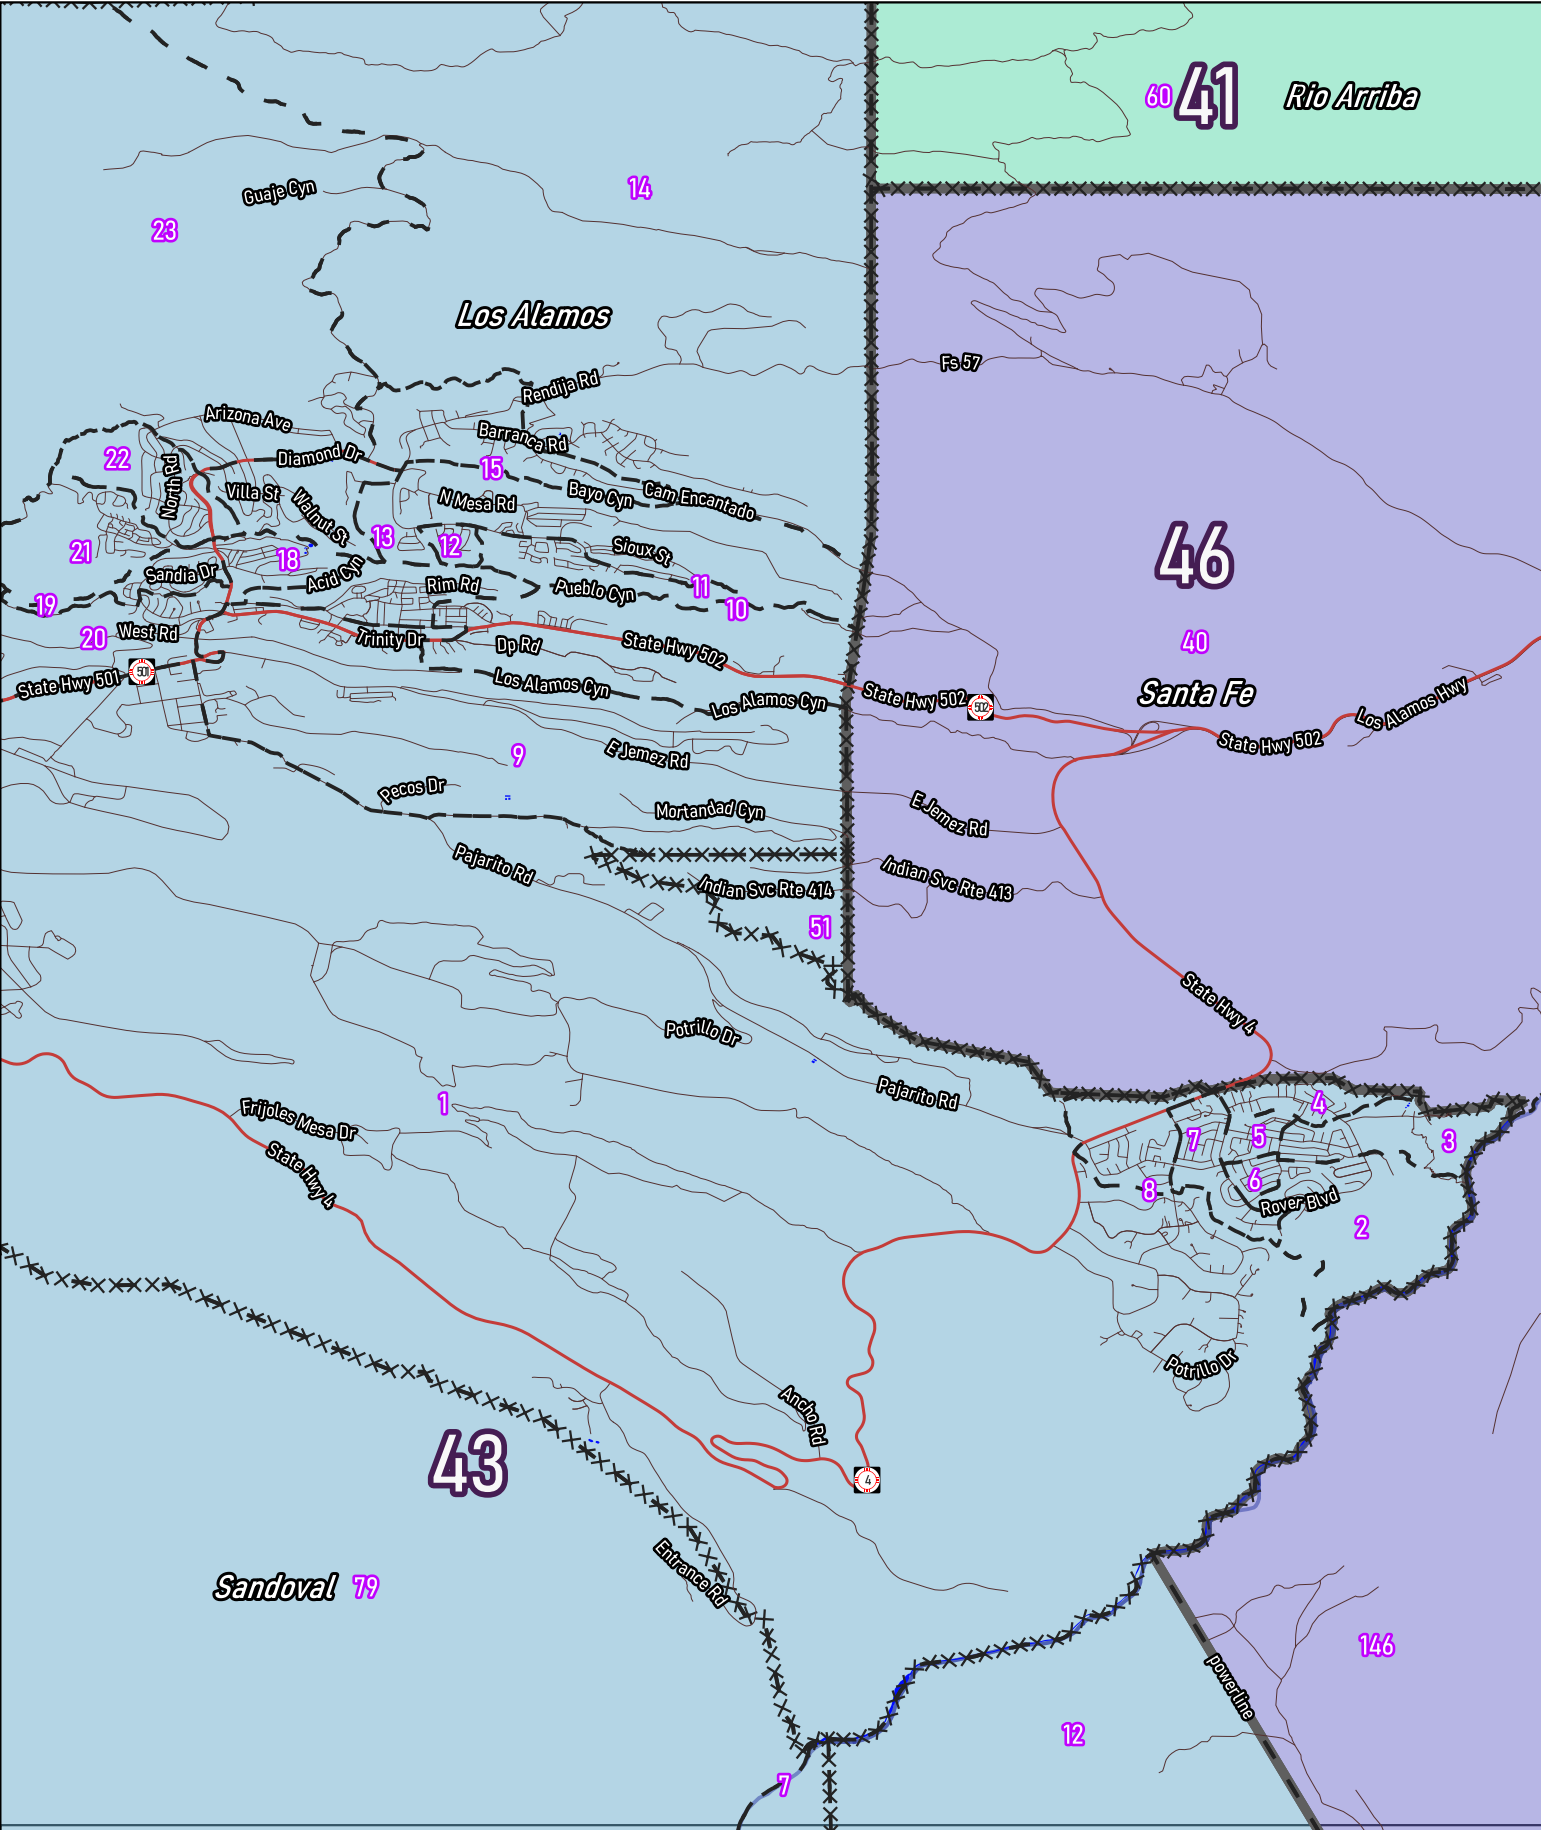 60
41
Rio Arriba
Guaje Cyn
14
23
Los Alamos
Fs 57
Rendija Rd
Arizona Ave
Barranca Rd
22
Diamond Dr
15
North Rd
Villa St
Walnut St
N Mesa Rd
Bayo Cyn
Cam Encantado
13
12
21
18
Sioux St
46
Sandia Dr
Acid Cyn
Rim Rd
Pueblo Cyn
11
10
19
20
West Rd
Trinity Dr
Dp Rd
State Hwy 502
40
State Hwy 501
501
Los Alamos Cyn
Los Alamos Cyn
State Hwy 502
502
Santa Fe
Los Alamos Hwy
State Hwy 502
9
E Jemez Rd
Pecos Dr
Mortandad Cyn
E Jemez Rd
Pajarito Rd
Indian Svc Rte 414
Indian Svc Rte 413
51
State Hwy 4
Potrillo Dr
Pajarito Rd
1
Frijoles Mesa Dr
State Hwy 4
4
7
5
3
8
6
Rover Blvd
2
Potrillo Dr
Ancho Rd
43
4
Entrance Rd
Sandoval
79
146
powerline
12
7